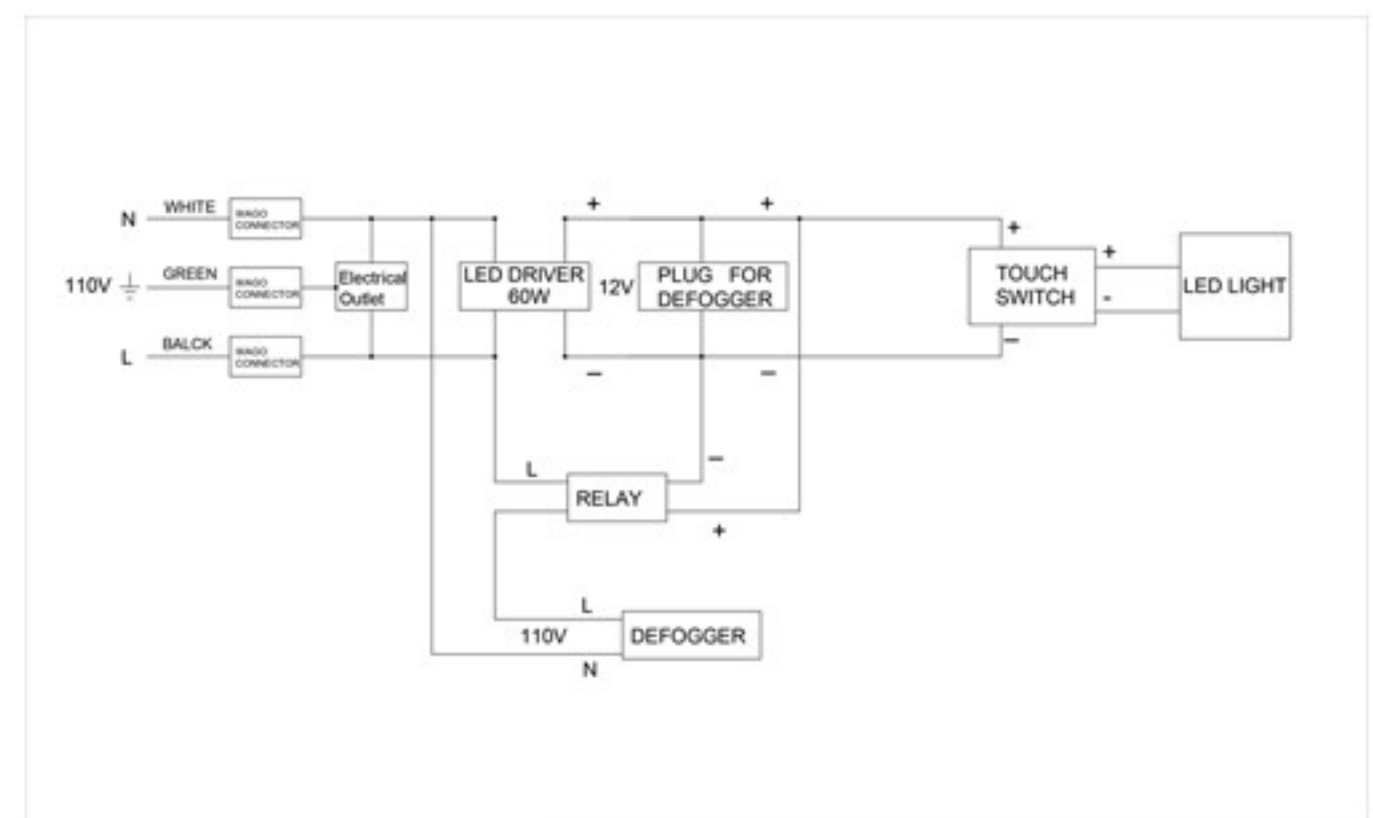 N WHITE WAGO
CONNECTOR
110V GREEN WAGO
CONNECTOR
L BALCK WAGO
CONNECTOR
Electrical
Outlet
LED DRIVER
60W
+
−
12V
PLUG FOR
DEFOGGER
+
−
+
−
TOUCH
SWITCH
+
-
LED LIGHT
L
RELAY
−
+
L
110V
N
DEFOGGER